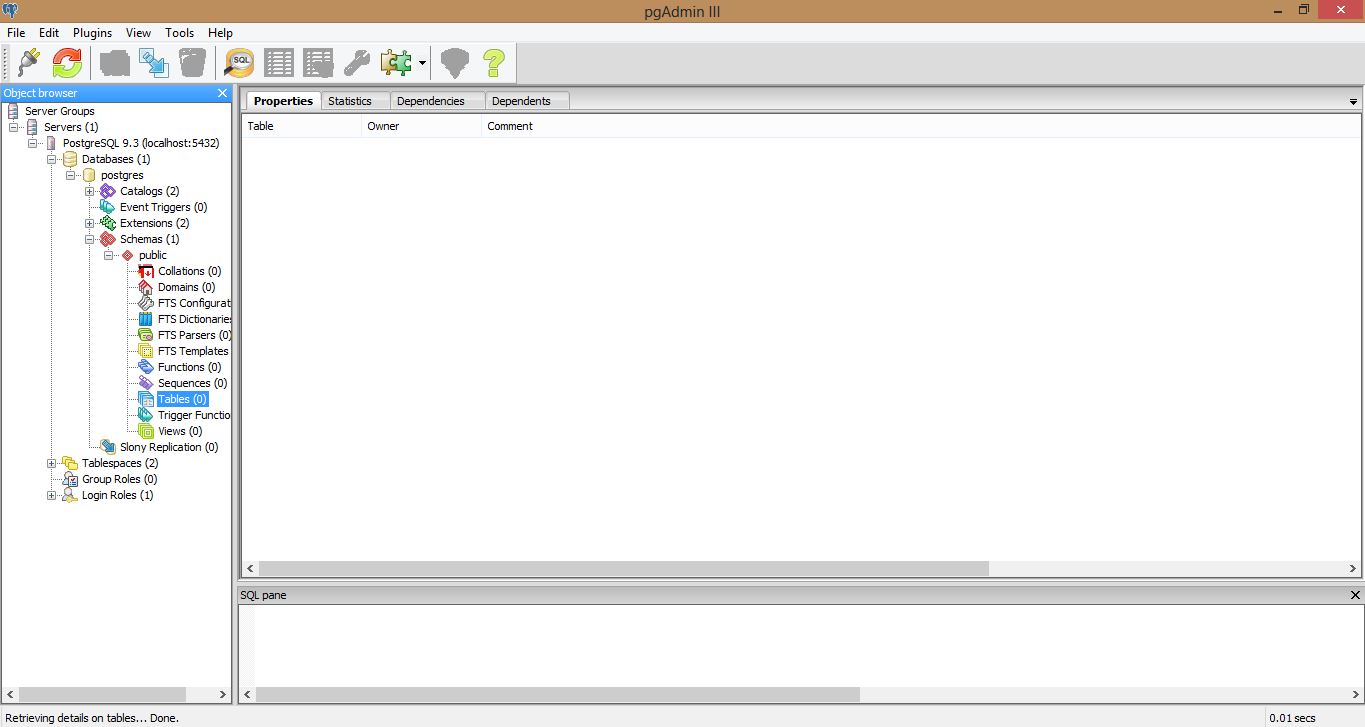 pgAdmin III
File Edit Plugins View Tools Help
SQL
Object browser
Server Groups
Servers (1)
PostgreSQL 9.3 (localhost:5432)
Databases (1)
postgres
Catalogs (2)
Event Triggers (0)
Extensions (2)
Schemas (1)
public
Collations (0)
Domains (0)
FTS Configurat
FTS Dictionaries
FTS Parsers (0)
FTS Templates
Functions (0)
Sequences (0)
Tables (0)
Trigger Functio
Views (0)
Slony Replication (0)
Tablespaces (2)
Group Roles (0)
Login Roles (1)
Properties Statistics Dependencies Dependents
Table Owner Comment
SQL pane
Retrieving details on tables... Done.
0.01 secs